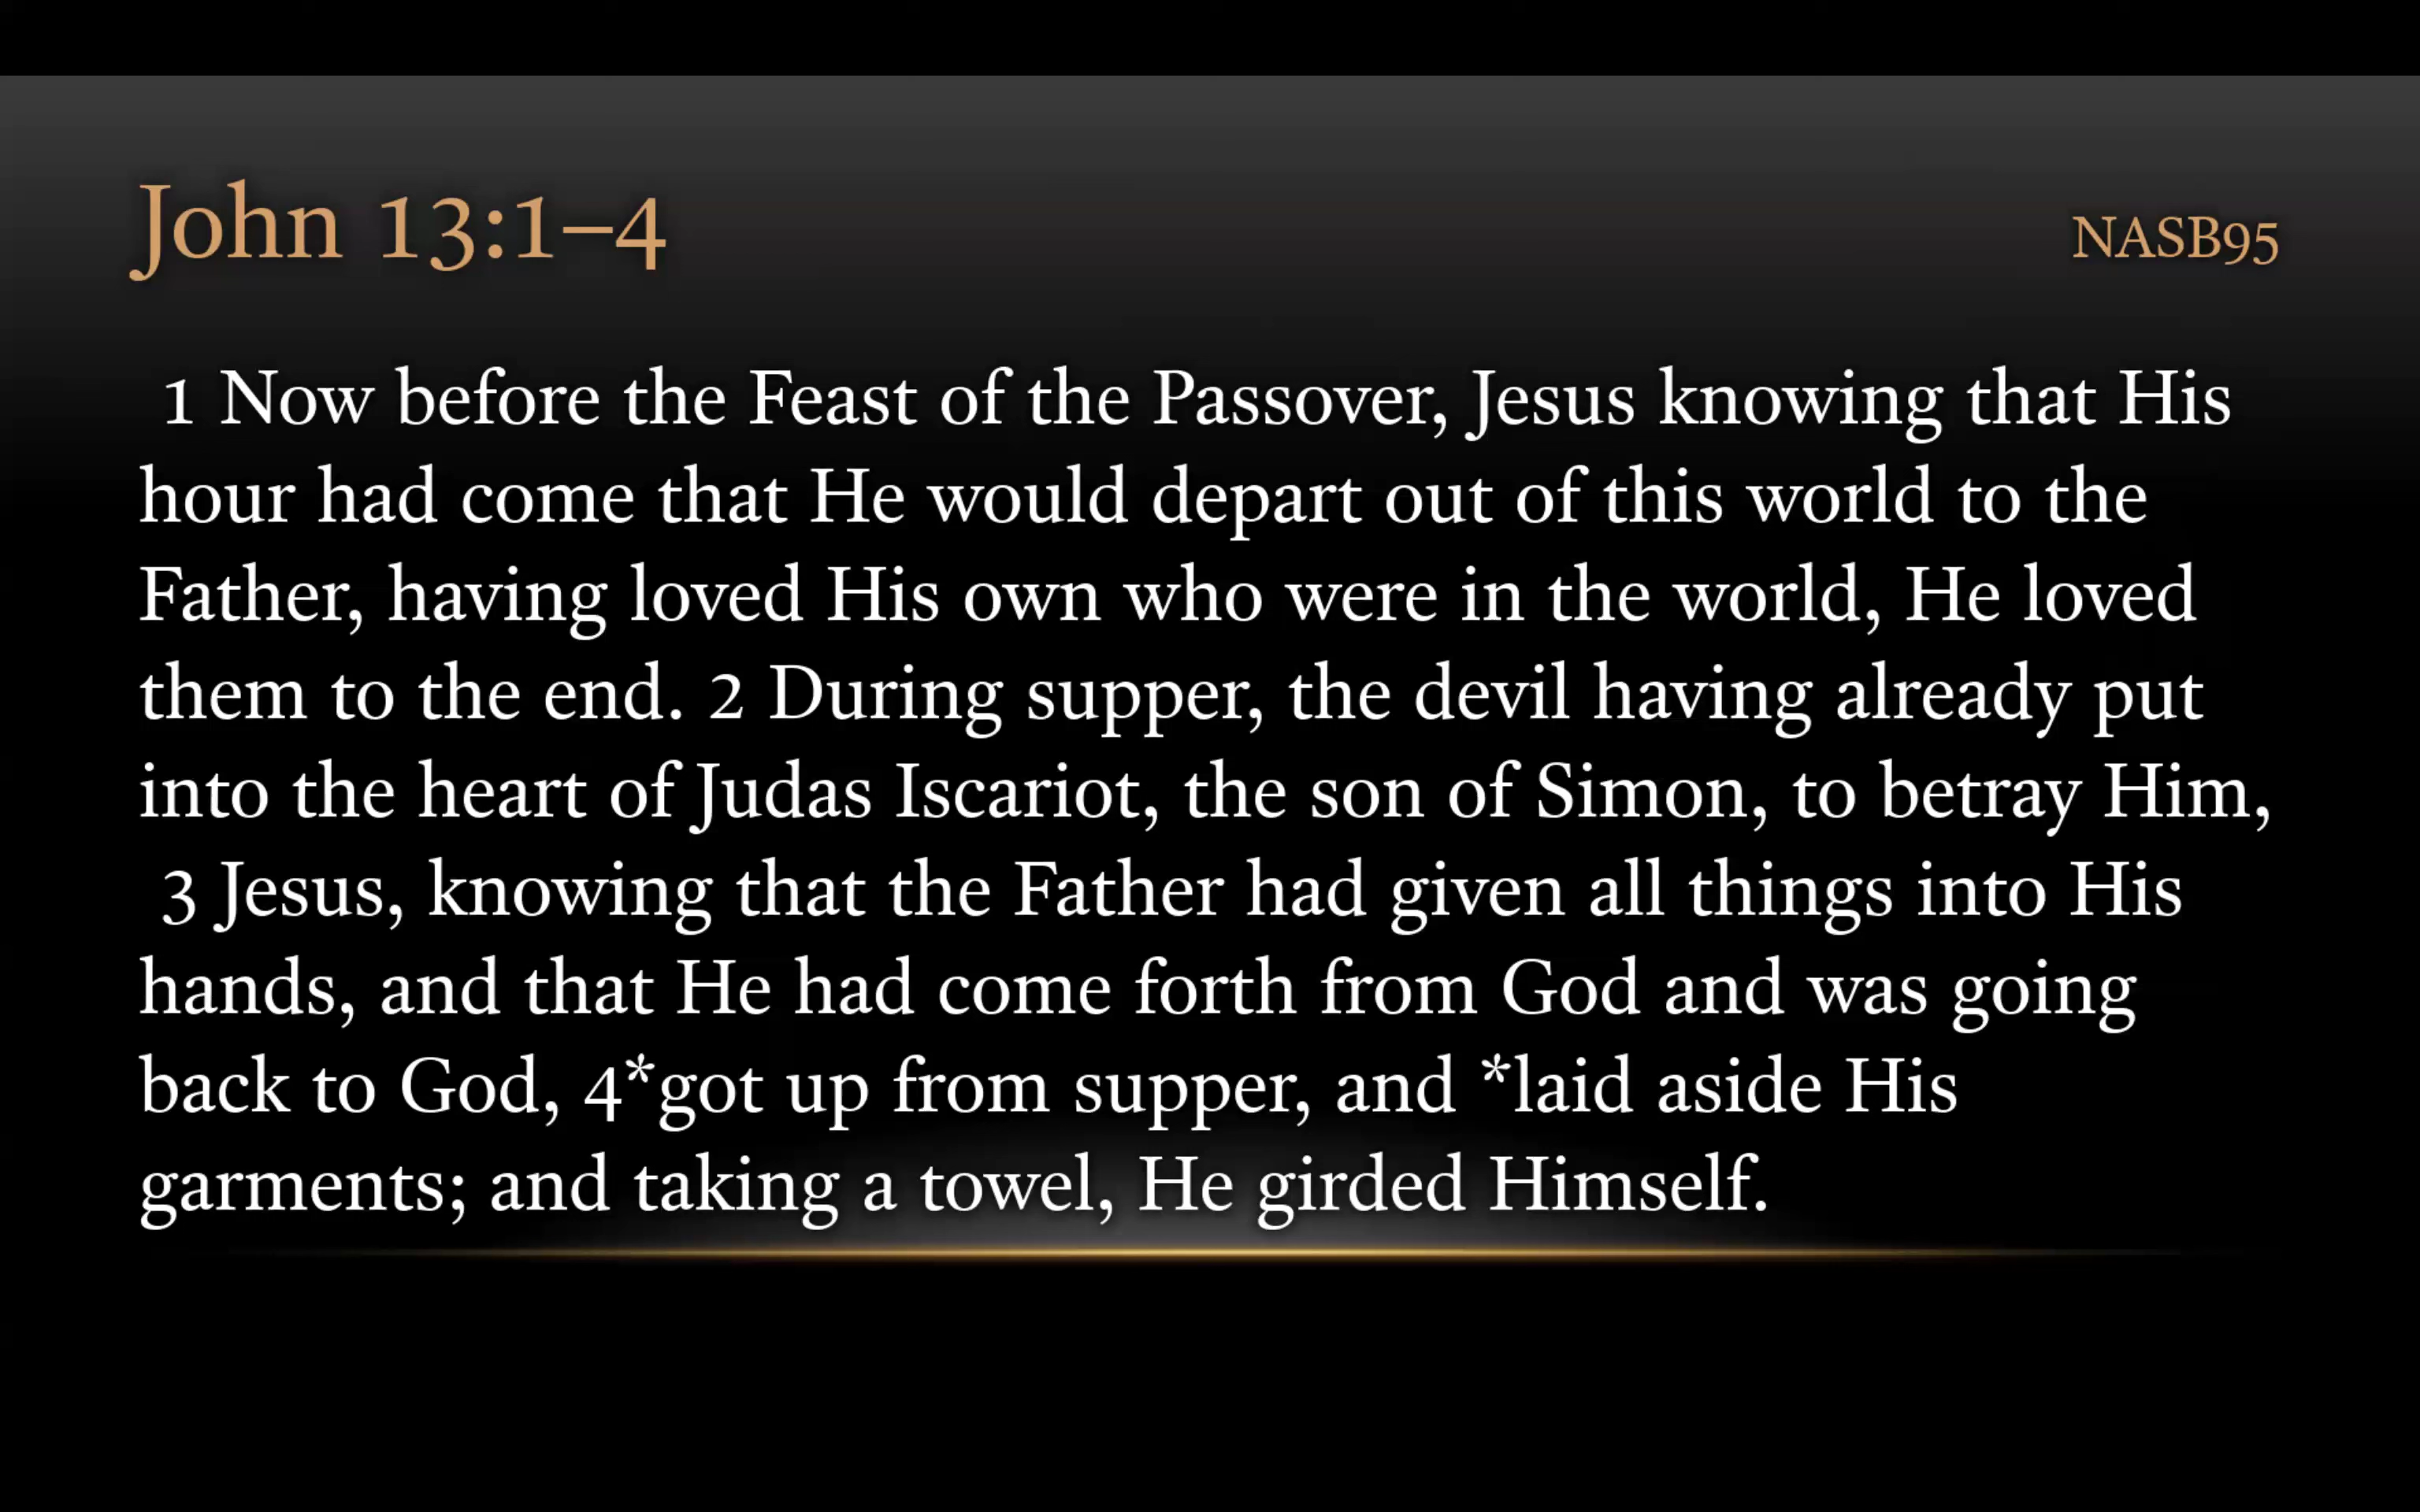 John 13:1–4
NASB95
1 Now before the Feast of the Passover, Jesus knowing that His
hour had come that He would depart out of this world to the
Father, having loved His own who were in the world, He loved
them to the end. 2 During supper, the devil having already put
into the heart of Judas Iscariot, the son of Simon, to betray Him,
3 Jesus, knowing that the Father had given all things into His
hands, and that He had come forth from God and was going
back to God, 4*got up from supper, and *laid aside His
garments; and taking a towel, He girded Himself.